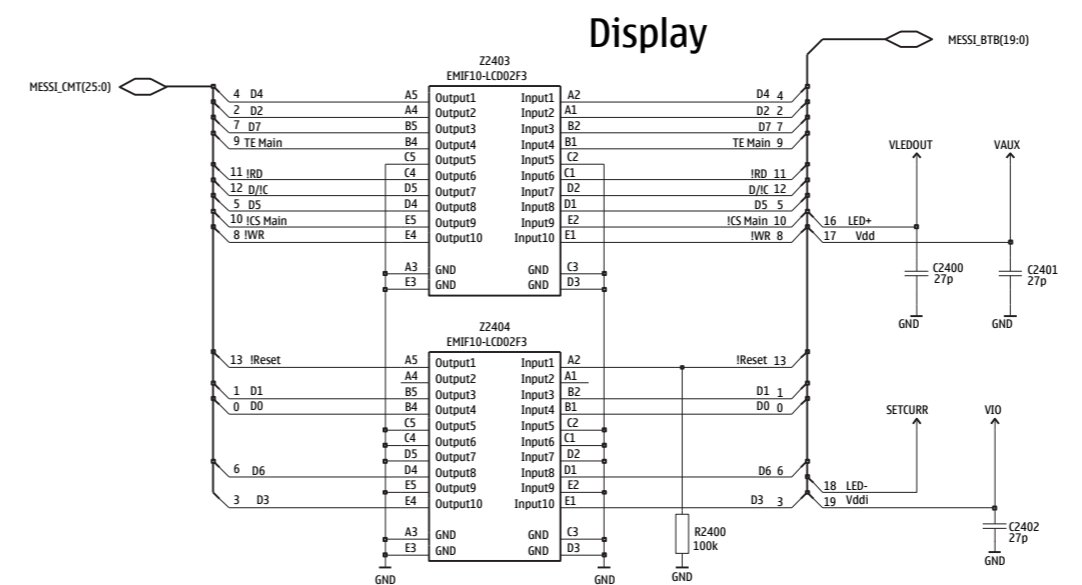 Display
MESSI_BTB(19:0)
MESSI_CMT(25:0)
Z2403
EMIF10-LCD02F3
4 D4 A5 Output1 Input1 A2 D4 4
2 D2 A4 Output2 Input2 A1 D2 2
7 D7 B5 Output3 Input3 B2 D7 7
9 TE Main B4 Output4 Input4 B1 TE Main 9
C5 Output5 Input5 C2
11 !RD C4 Output6 Input6 C1 !RD 11
12 D/!C D5 Output7 Input7 D2 D/!C 12
5 D5 D4 Output8 Input8 D1 D5 5
10 !CS Main E5 Output9 Input9 E2 !CS Main 10
8 !WR E4 Output10 Input10 E1 !WR 8
A3 GND GND C3
E3 GND GND D3
VLEDOUT VAUX
16 LED+
17 Vdd
C2400
27p
C2401
27p
GND GND
Z2404
EMIF10-LCD02F3
13 !Reset A5 Output1 Input1 A2 !Reset 13
A4 Output2 Input2 A1
1 D1 B5 Output3 Input3 B2 D1 1
0 D0 B4 Output4 Input4 B1 D0 0
C5 Output5 Input5 C2
C4 Output6 Input6 C1
D5 Output7 Input7 D2
6 D6 D4 Output8 Input8 D1 D6 6
E5 Output9 Input9 E2
3 D3 E4 Output10 Input10 E1 D3 3
A3 GND GND C3
E3 GND GND D3
R2400
100k
GND GND GND
SETCURR VIO
18 LED-
19 Vddi
C2402
27p
GND